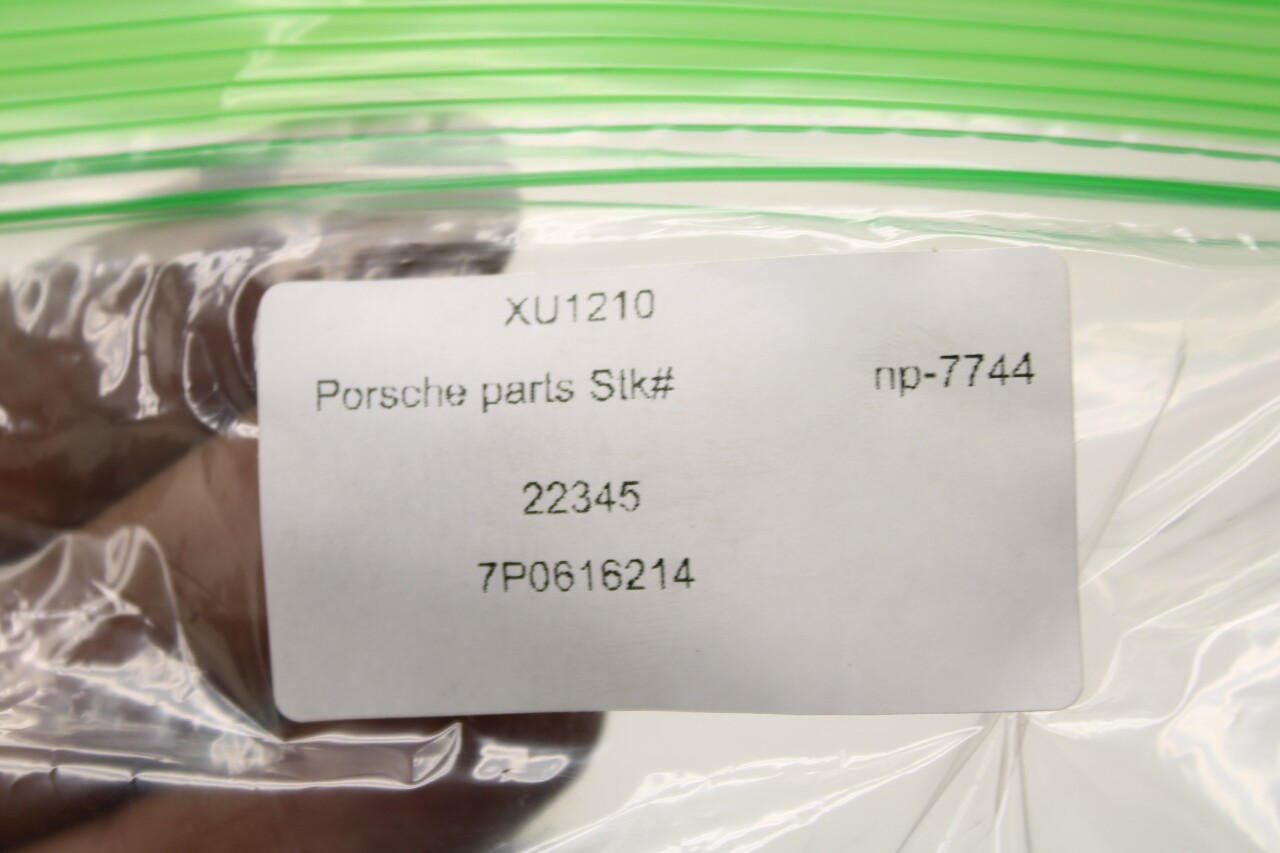 XU1210
Porsche parts Stk# np-7744
22345
7P0616214